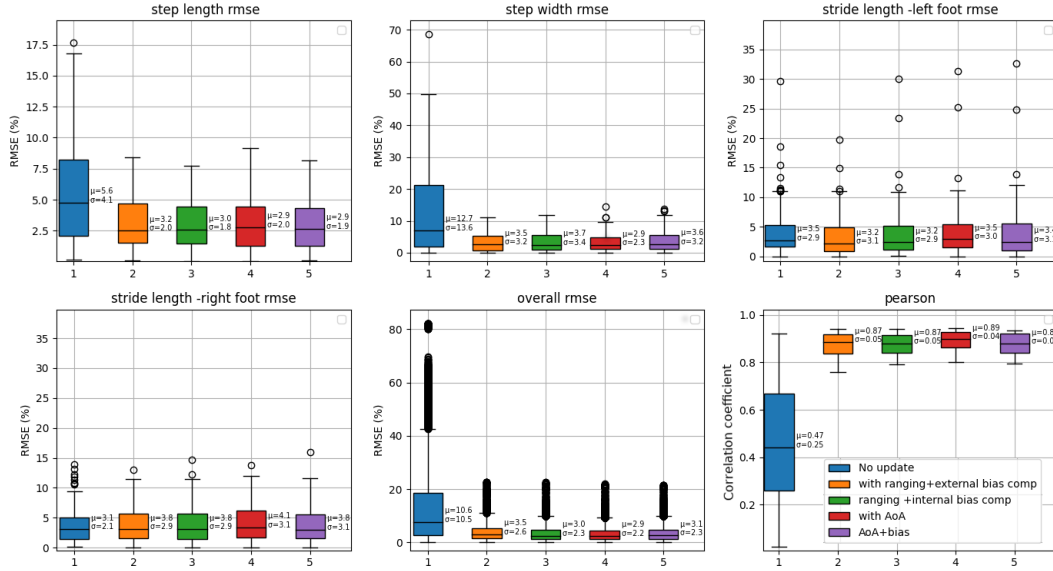 step length rmse
RMSE (%)
17.5
15.0
12.5
10.0
7.5
5.0
2.5
μ=5.6
σ=4.1
μ=3.2
σ=2.0
μ=3.0
σ=1.8
μ=2.9
σ=2.0
μ=2.9
σ=1.9
1 2 3 4 5
step width rmse
RMSE (%)
70
60
50
40
30
20
10
0
μ=12.7
σ=13.6
μ=3.5
σ=3.2
μ=3.7
σ=3.4
μ=2.9
σ=2.3
μ=3.6
σ=3.2
1 2 3 4 5
stride length -left foot rmse
RMSE (%)
35
30
25
20
15
10
5
0
μ=3.5
σ=2.9
μ=3.2
σ=3.1
μ=3.2
σ=2.9
μ=3.5
σ=3.0
1 2 3 4 5
stride length -right foot rmse
RMSE (%)
35
30
25
20
15
10
5
0
μ=3.1
σ=2.1
μ=3.8
σ=2.9
μ=3.8
σ=2.9
μ=4.1
σ=3.1
μ=3.8
σ=3.1
1 2 3 4 5
overall rmse
RMSE (%)
80
60
40
20
0
μ=10.6
σ=10.5
μ=3.5
σ=2.6
μ=3.0
σ=2.3
μ=2.9
σ=2.2
μ=3.1
σ=2.3
1 2 3 4 5
pearson
Corrlation coefficient
1.0
0.8
0.6
0.4
0.2
μ=0.47
σ=0.25
μ=0.87
σ=0.05
μ=0.87
σ=0.05
μ=0.89
σ=0.04
No update
with ranging+external bias comp
ranging +internal bias comp
with AoA
AoA+bias
1 2 3 4 5